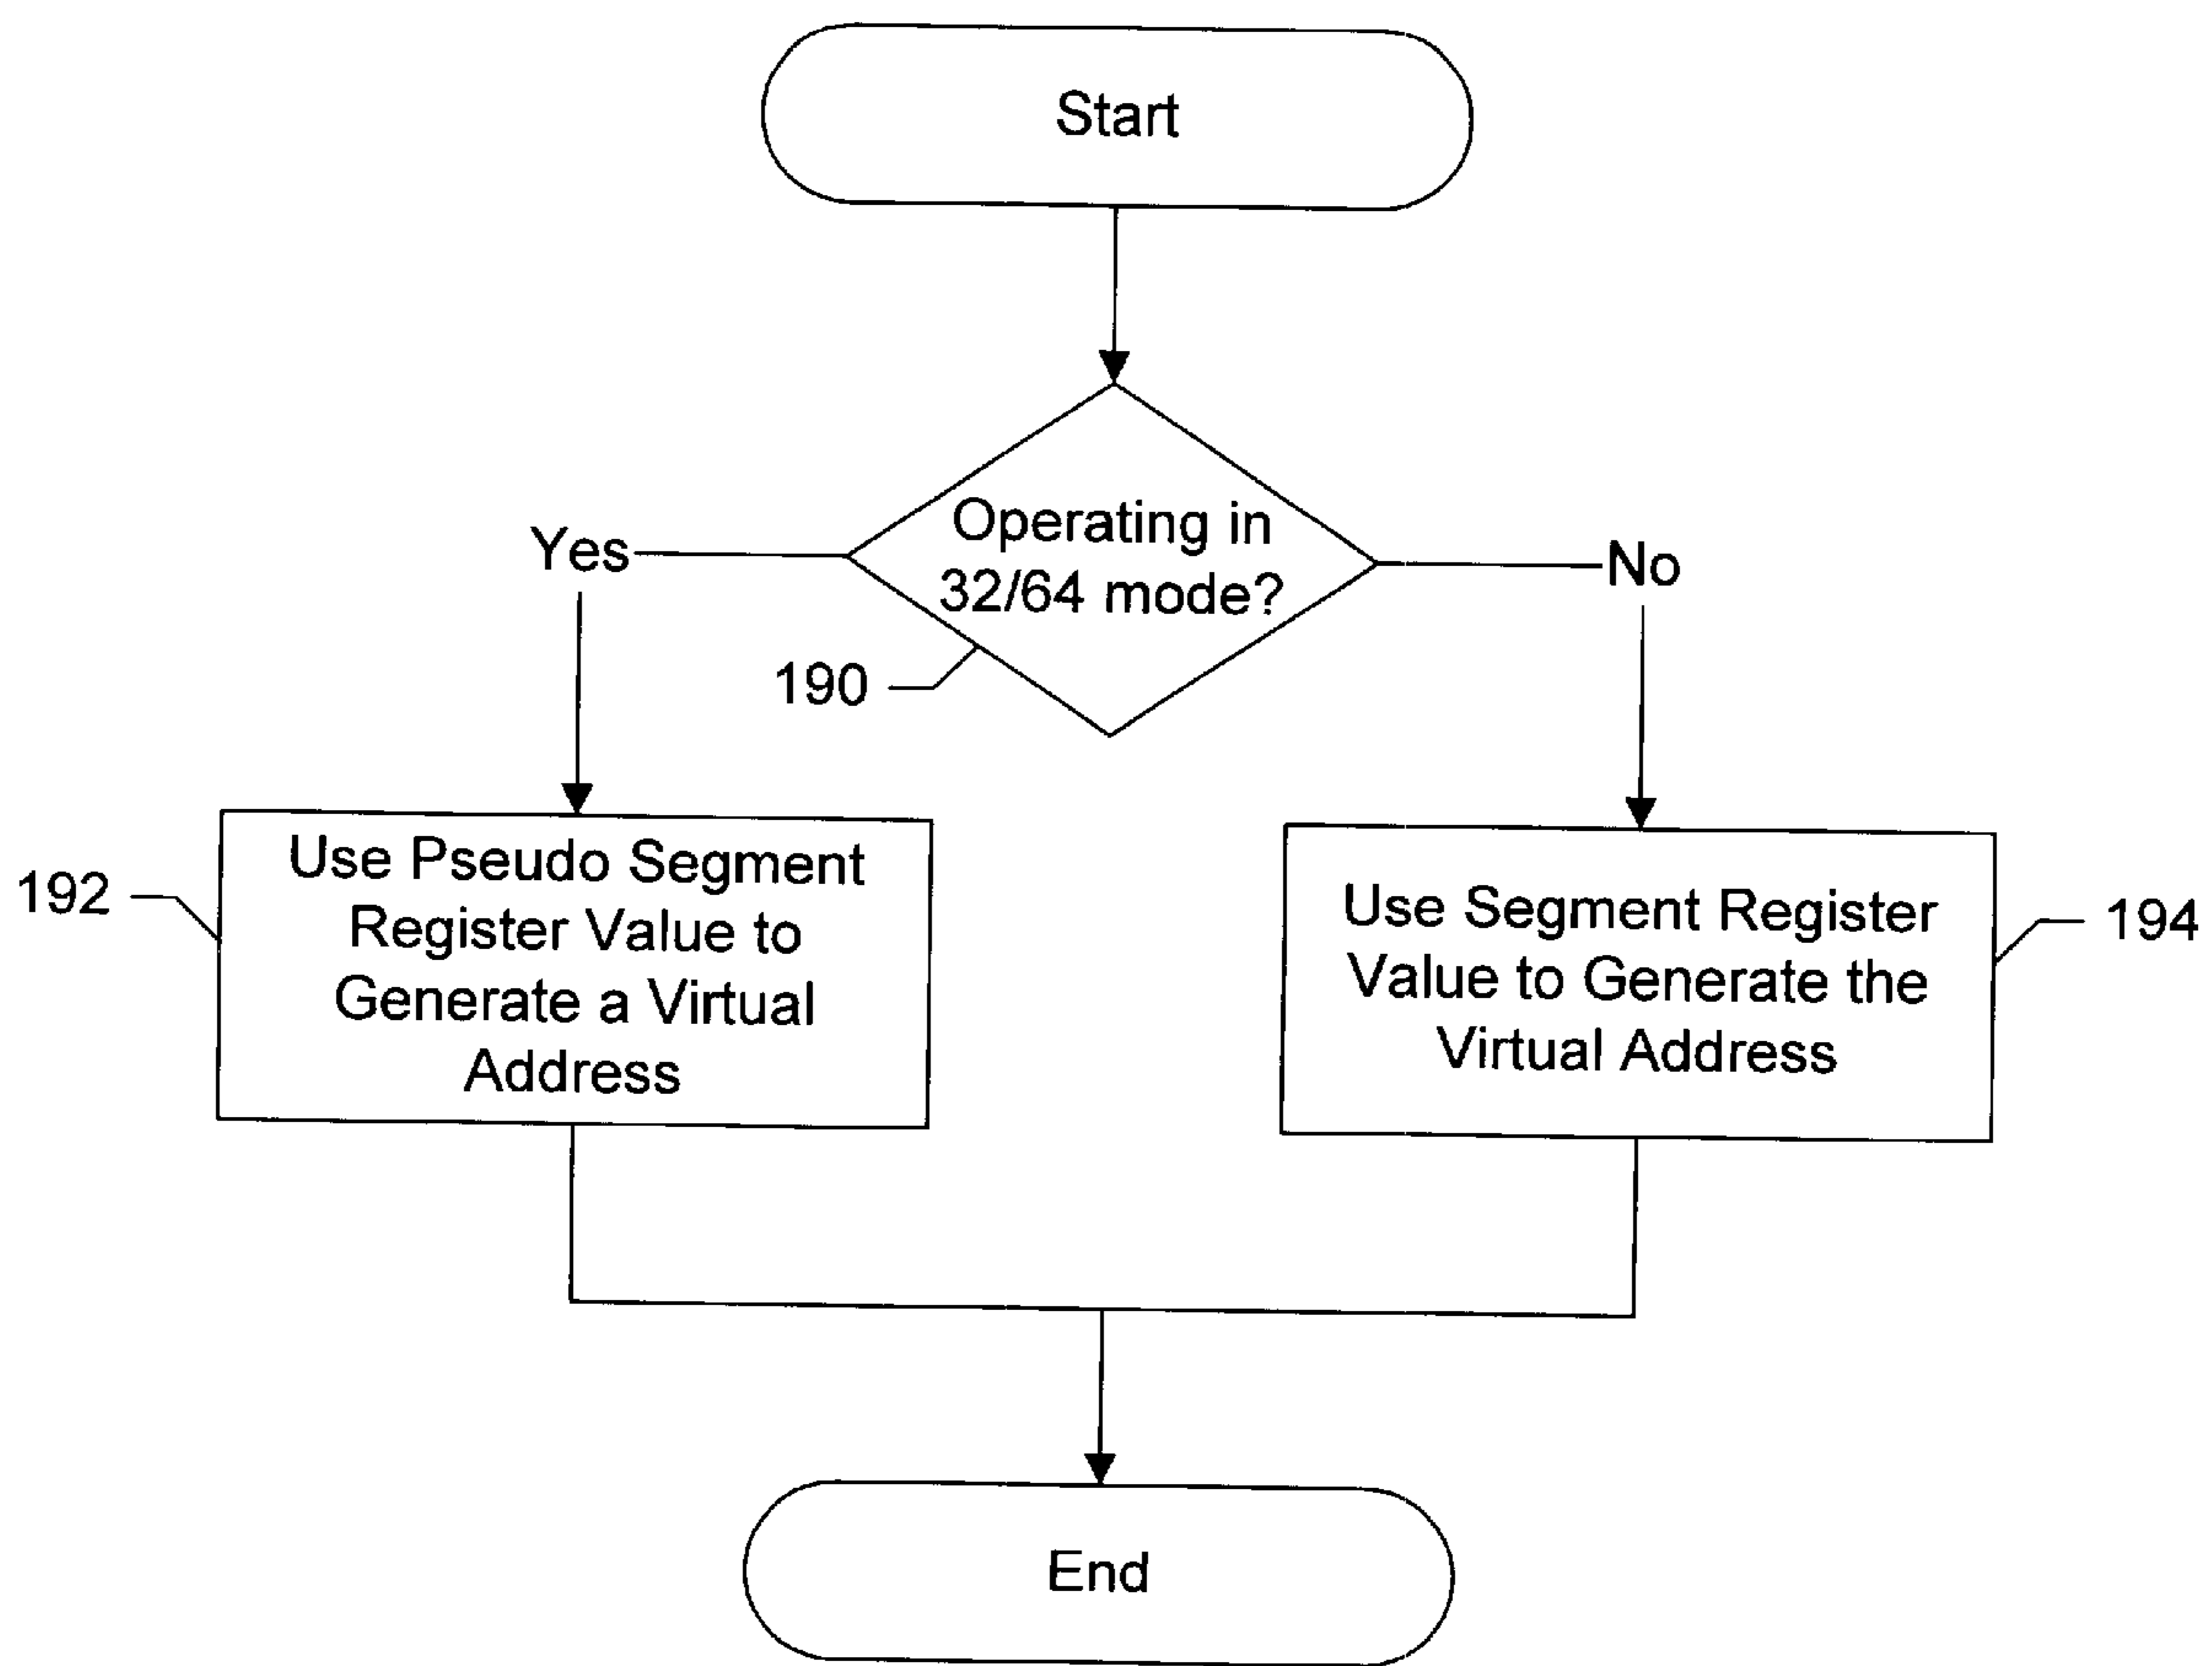 Start
Operating in
32/64 mode?
Yes
No
190
Use Pseudo Segment
Register Value to
Generate a Virtual
Address
192
Use Segment Register
Value to Generate the
Virtual Address
194
End